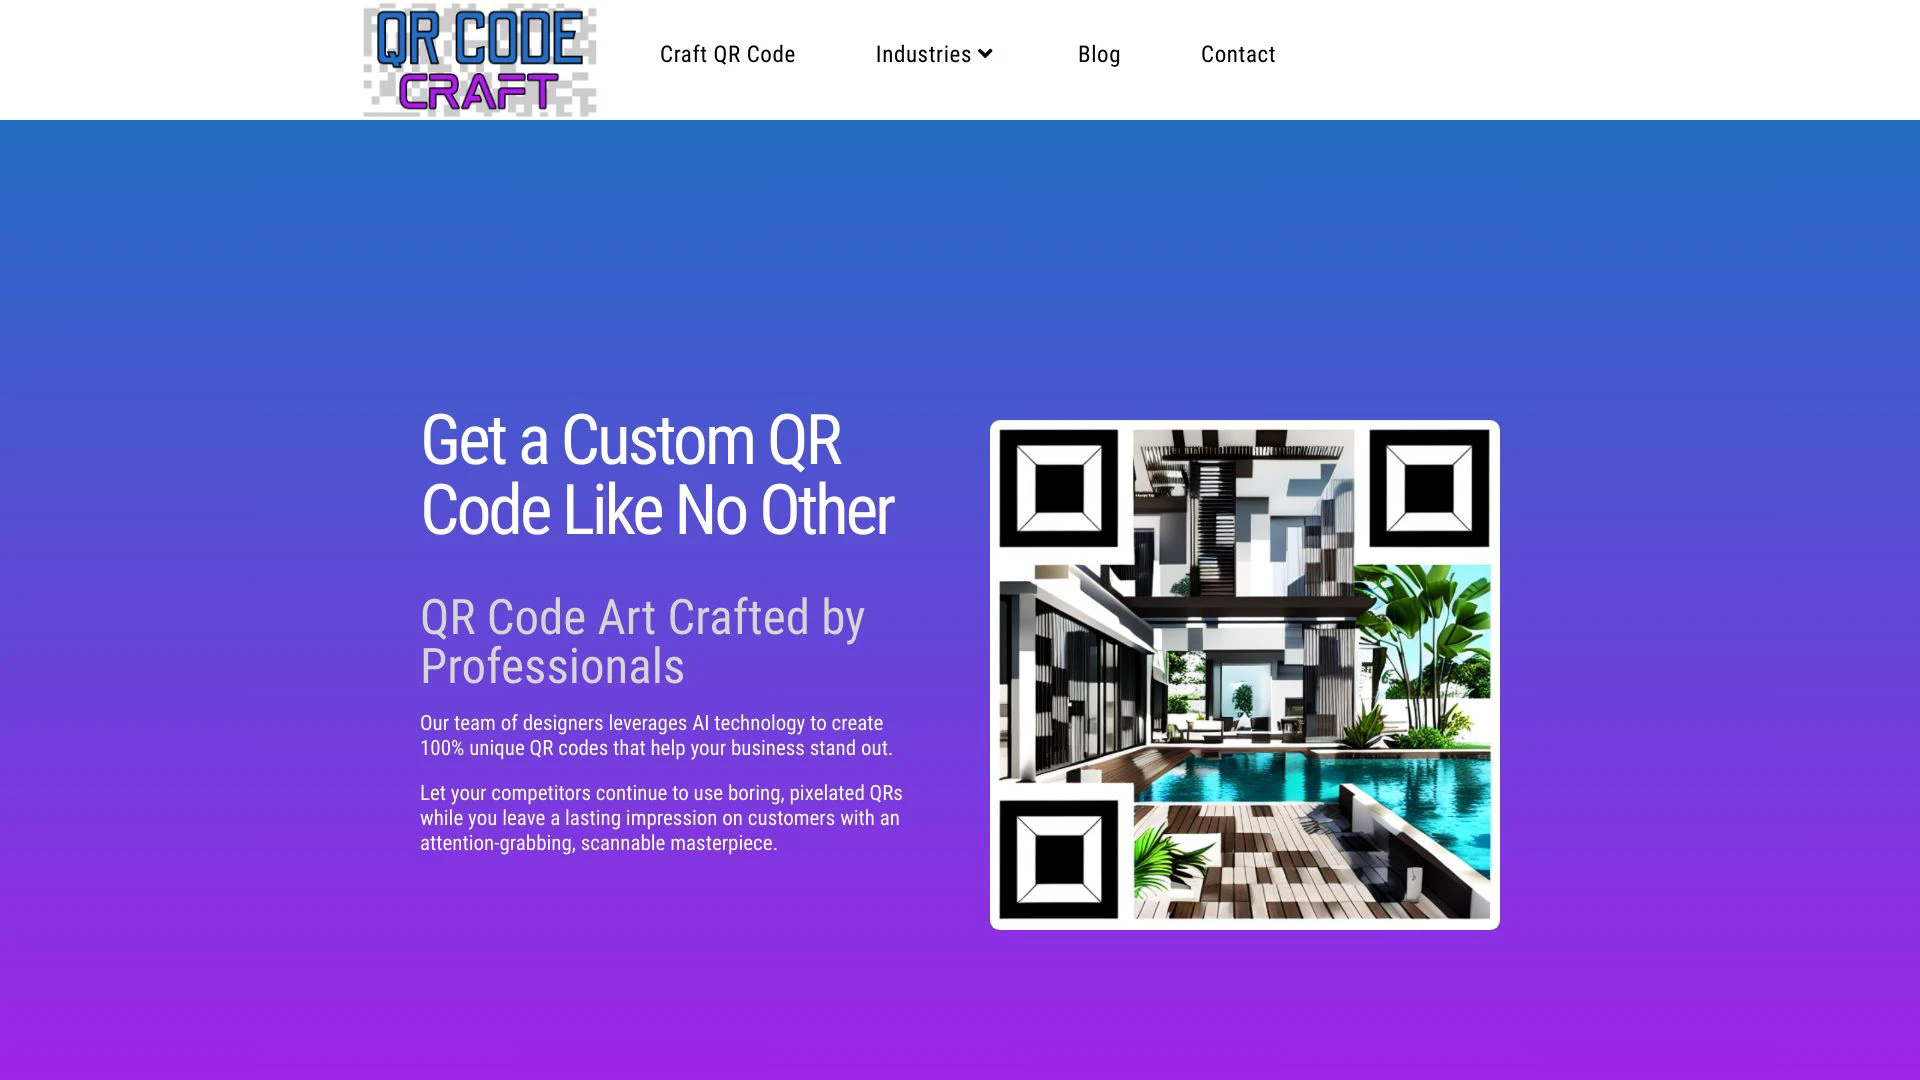 QR CODE
CRAFT
Craft QR Code
Industries
Blog
Contact
Get a Custom QR
Code Like No Other
QR Code Art Crafted by
Professionals
Our team of designers leverages AI technology to create
100% unique QR codes that help your business stand out.
Let your competitors continue to use boring, pixelated QRs
while you leave a lasting impression on customers with an
attention-grabbing, scannable masterpiece.